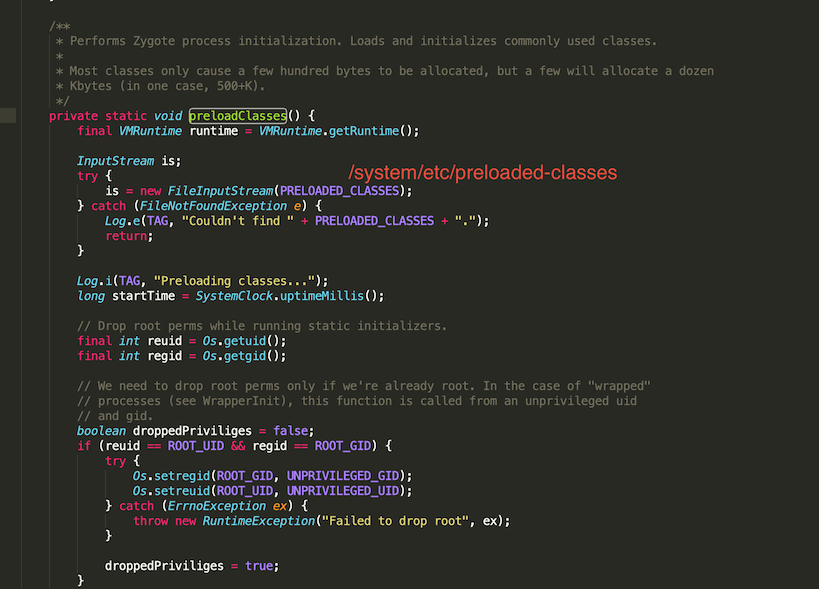 /**
* Performs Zygote process initialization. Loads and initializes commonly used classes.
*
* Most classes only cause a few hundred bytes to be allocated, but a few will allocate a dozen
* Kbytes (in one case, 500+K).
*/
private static void preloadClasses() {
final VMRuntime runtime = VMRuntime.getRuntime();
InputStream is;
/system/etc/preloaded-classes
try {
is = new FileInputStream(PRELOADED_CLASSES);
} catch (FileNotFoundException e) {
Log.e(TAG, "Couldn't find " + PRELOADED_CLASSES + ".");
return;
}
Log.i(TAG, "Preloading classes...");
long startTime = SystemClock.uptimeMillis();
// Drop root perms while running static initializers.
final int reuid = Os.getuid();
final int regid = Os.getgid();
// We need to drop root perms only if we're already root. In the case of "wrapped"
// processes (see WrapperInit), this function is called from an unprivileged uid
// and gid.
boolean droppedPriviliges = false;
if (reuid == ROOT_UID && regid == ROOT_GID) {
try {
Os.setregid(ROOT_GID, UNPRIVILEGED_GID);
Os.setreuid(ROOT_UID, UNPRIVILEGED_UID);
} catch (ErrnoException ex) {
throw new RuntimeException("Failed to drop root", ex);
}
droppedPriviliges = true;
}